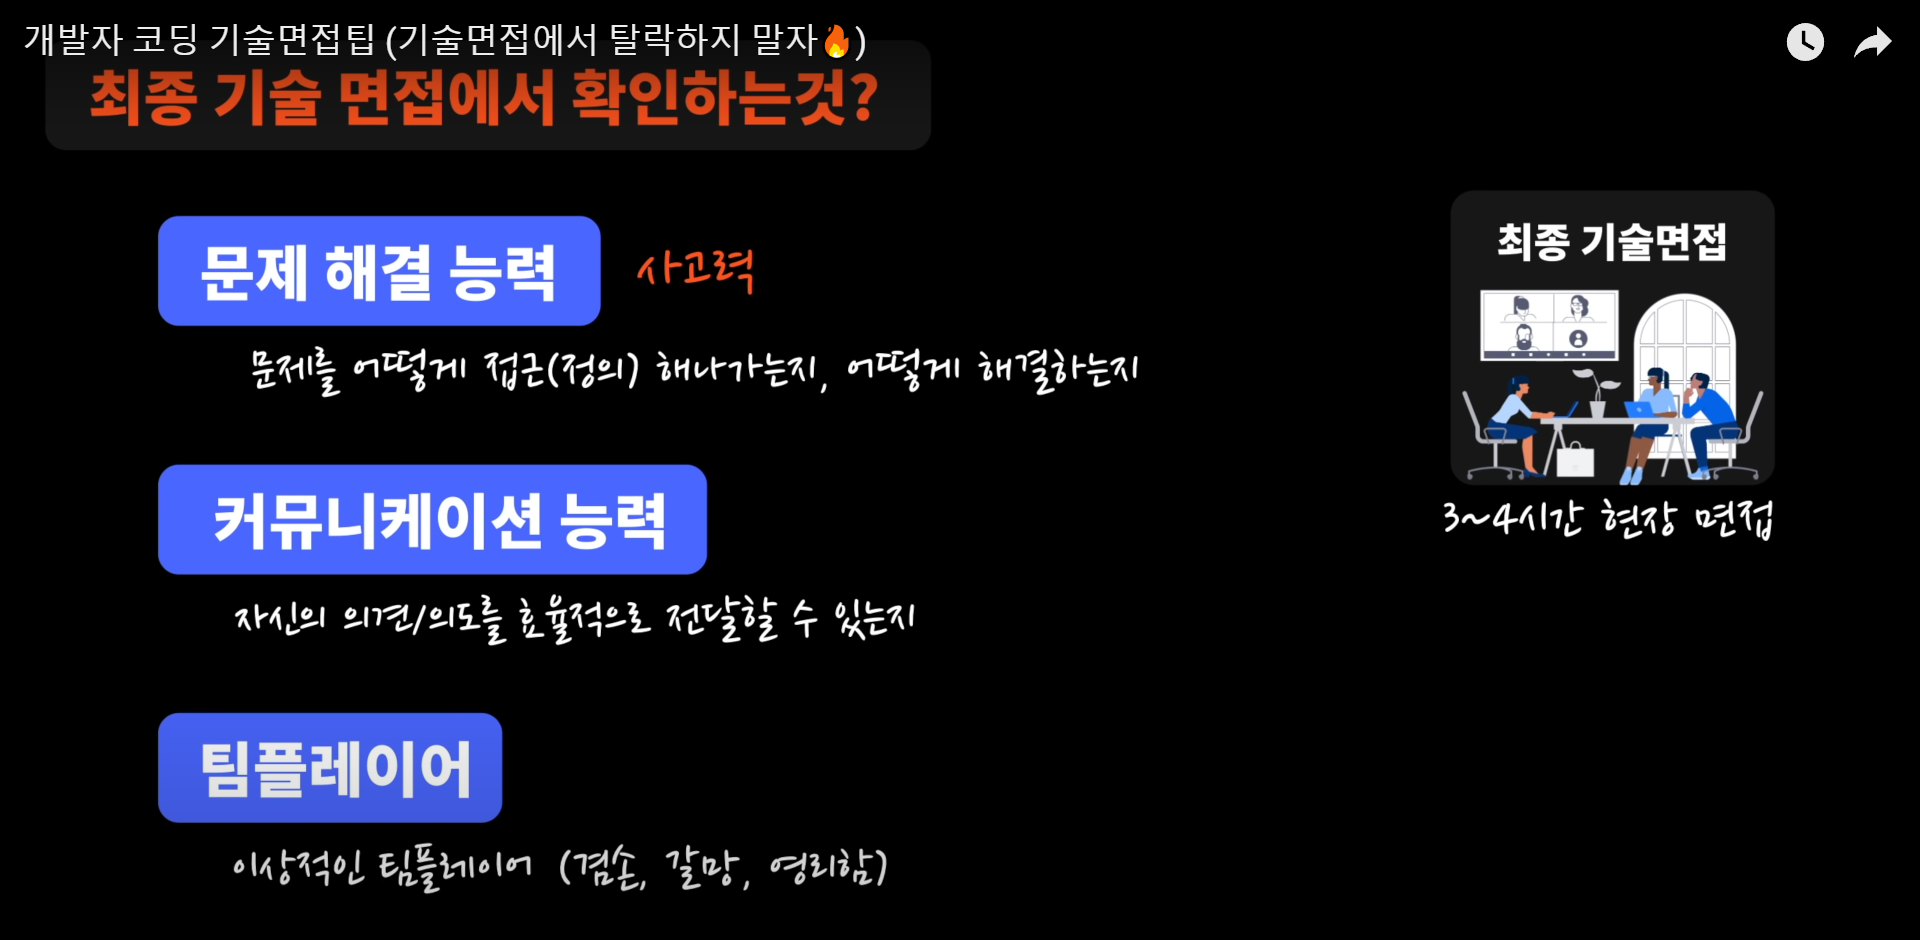 개발자 코딩 기술면접팁 (기술면접에서 탈락하지 말자🔥)
최종 기술 면접에서 확인하는것?
문제 해결 능력 사고력
문제를 어떻게 접근(정의) 해나가는지, 어떻게 해결하는지
커뮤니케이션 능력
자신의 의견/의도를 효율적으로 전달할 수 있는지
팀플레이어
이상적인 팀플레이어 (겸손, 갈망, 영리함)
최종 기술면접
3~4시간 현장 면접